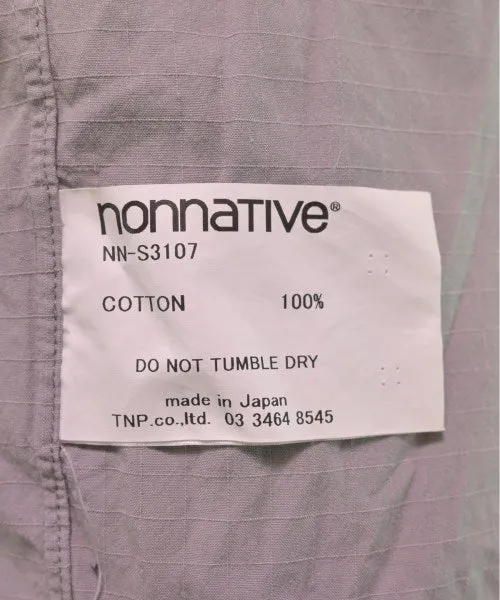 nonnative®
NN-S3107
COTTON 100%
DO NOT TUMBLE DRY
made in Japan
TNP.co.,ltd. 03 3464 8545